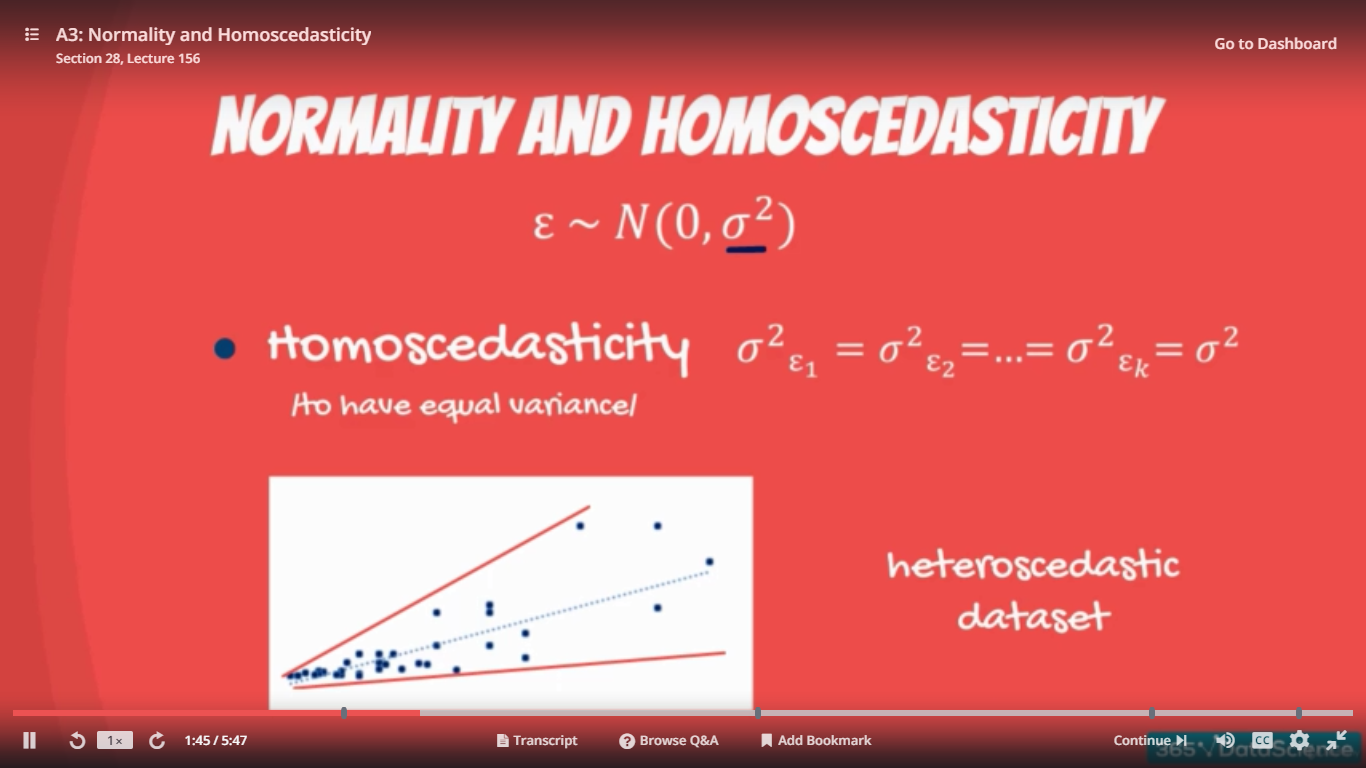 A3: Normality and Homoscedasticity
Section 28, Lecture 156
Go to Dashboard
NORMALITY AND HOMOSCEDASTICITY
ε ~ N(0, σ²)
Homoscedasticity σ²ε₁ = σ²ε₂ =...= σ²εₖ = σ²
/to have equal variance/
heteroscedastic
dataset
1×
1:45 / 5:47
Transcript
Browse Q&A
Add Bookmark
Continue
CC
365√DataScience